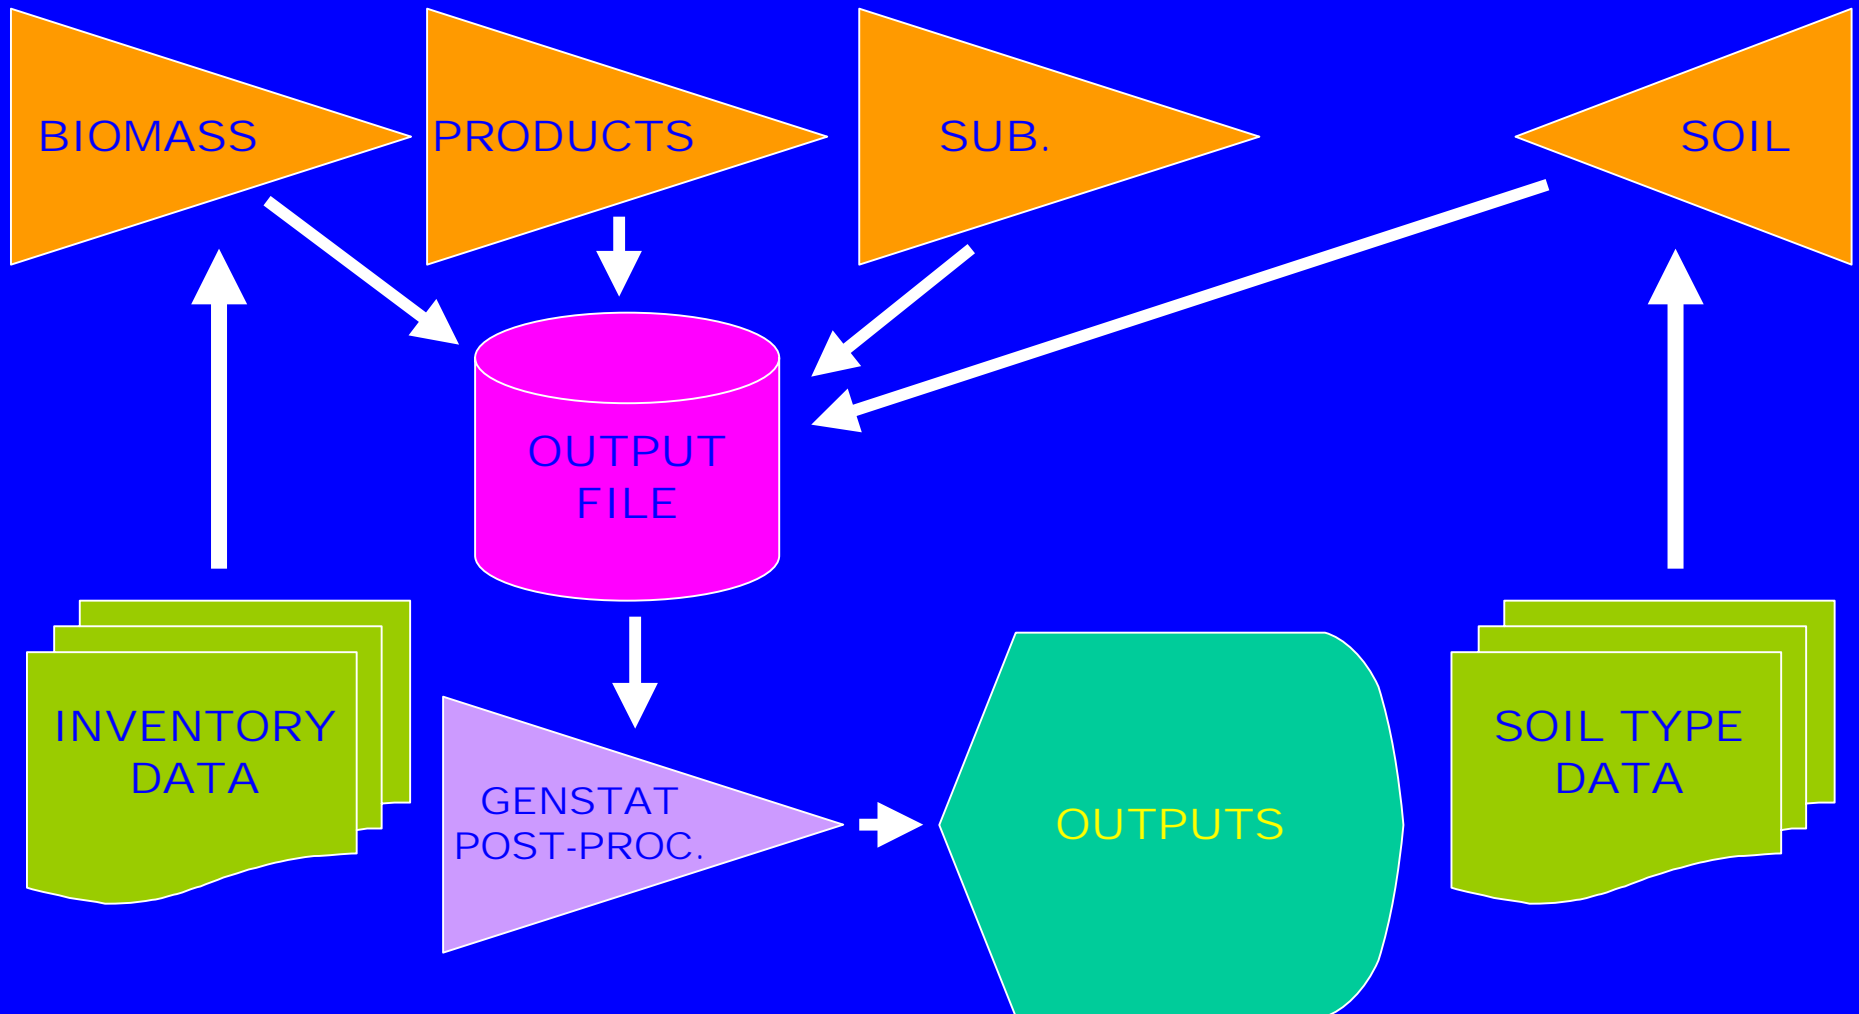 BIOMASS
PRODUCTS
SUB.
SOIL
OUTPUT
FILE
INVENTORY
DATA
GENSTAT
POST-PROC.
OUTPUTS
SOIL TYPE
DATA